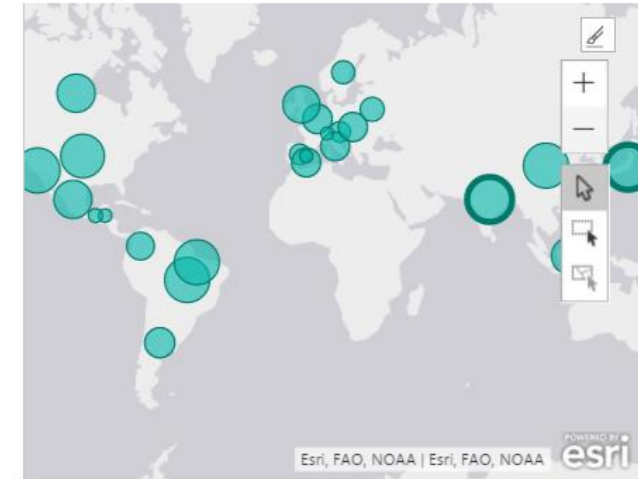 +
−
Esri, FAO, NOAA | Esri, FAO, NOAA
POWERED BY
esri